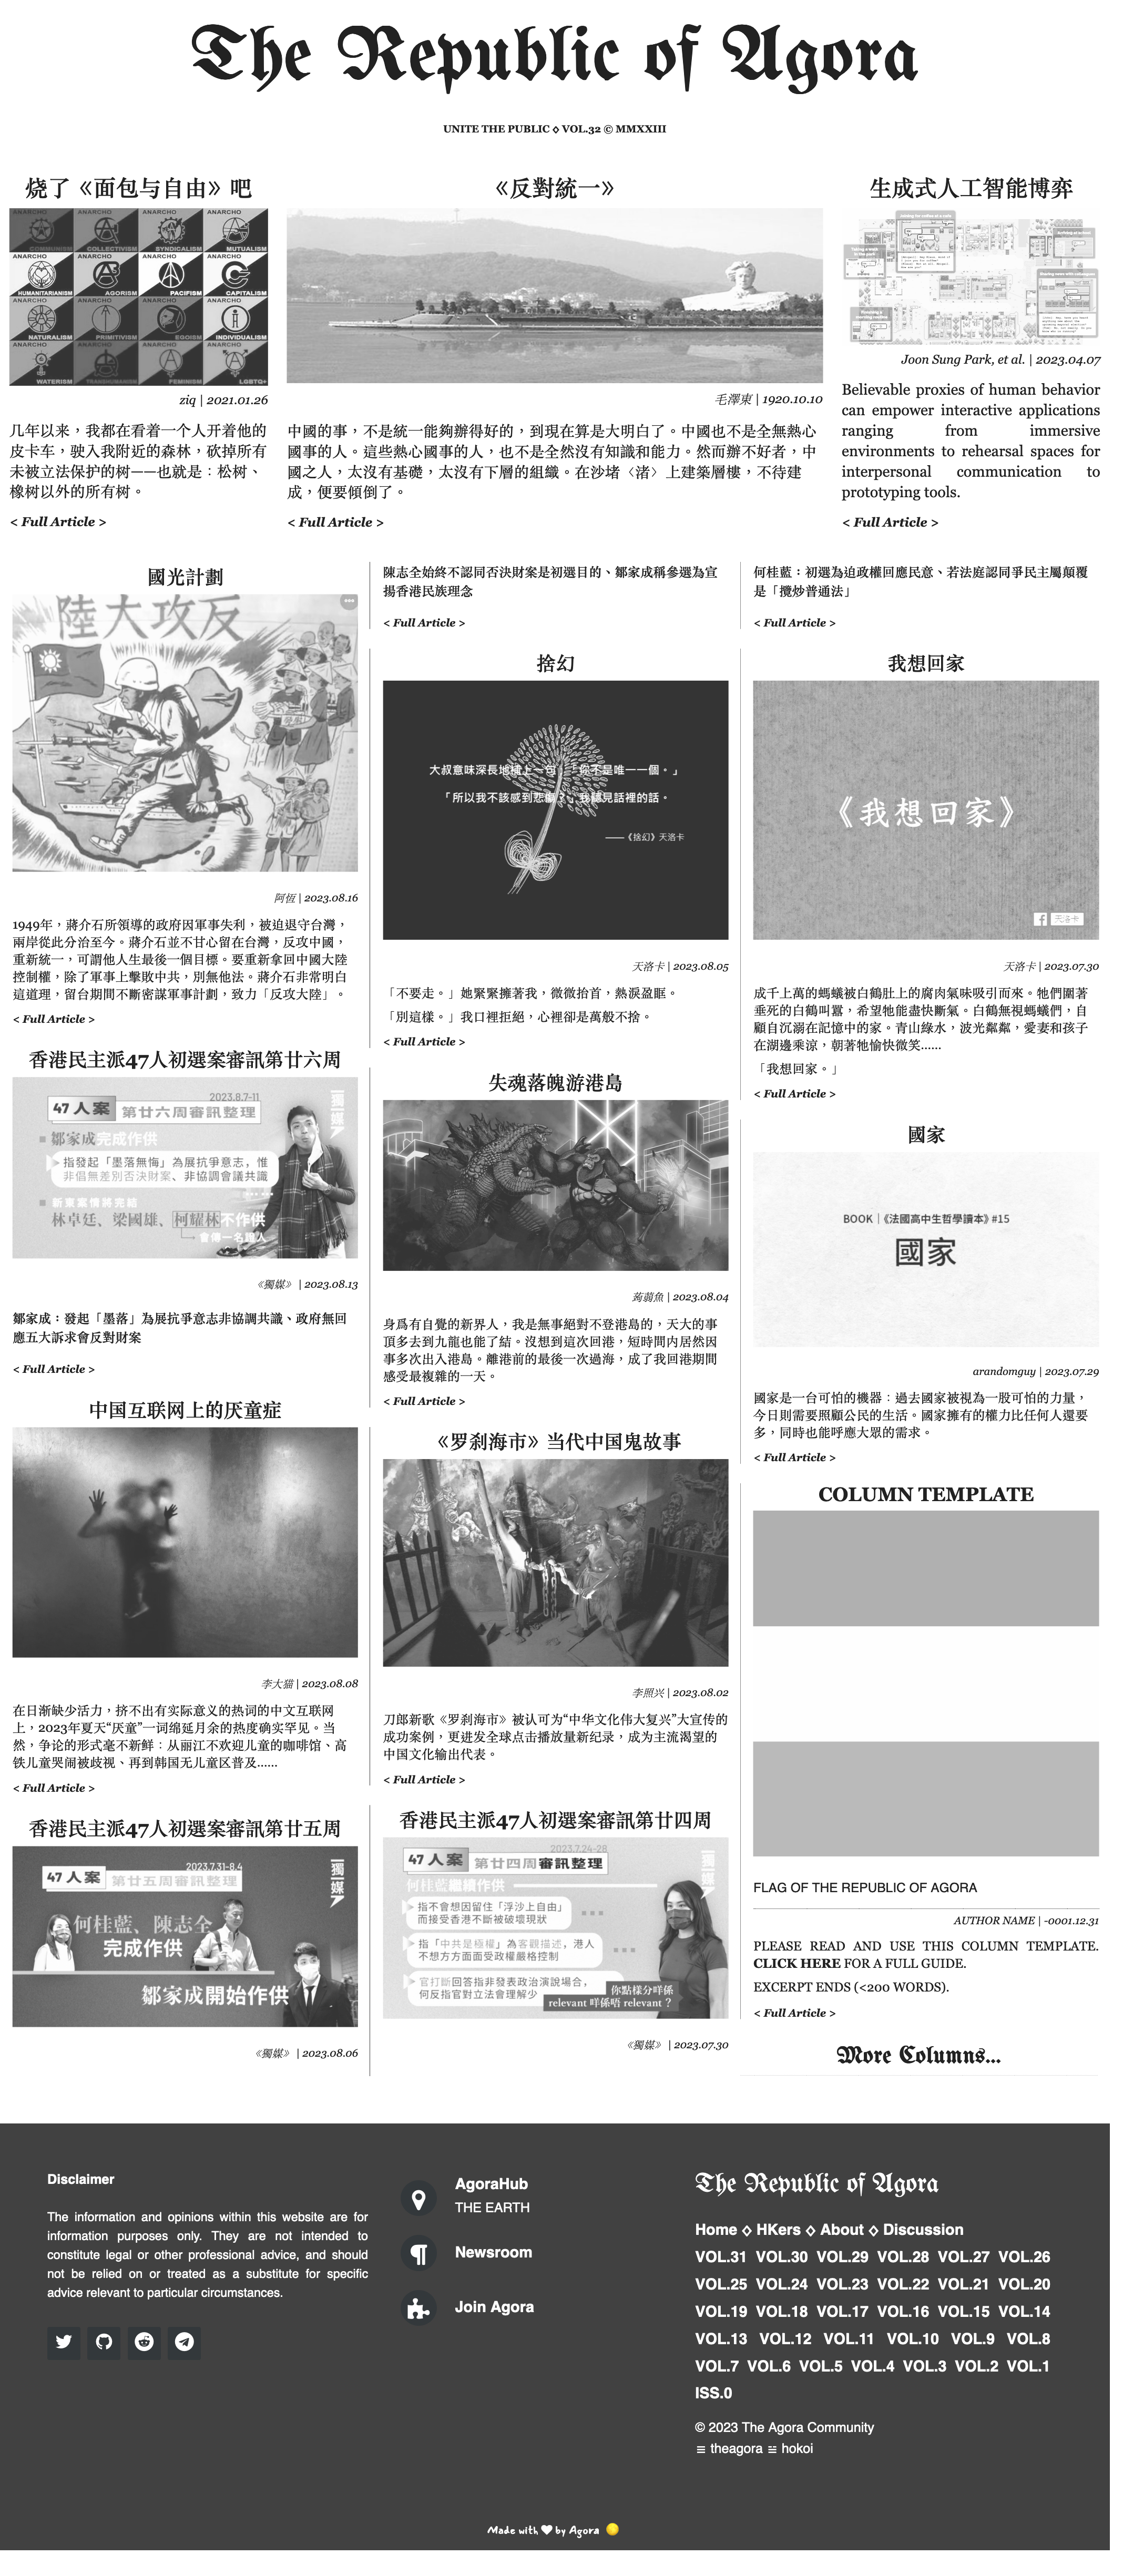 The Republic of Agora
UNITE THE PUBLIC ◊ VOL.32 © MMXXIII
烧了《面包与自由》吧
ANARCHO COMMUNISM
ANARCHO COLLECTIVISM
ANARCHO SYNDICALISM
ANARCHO MUTUALISM
ANARCHO HUMANITARIANISM
ANARCHO AGORISM
ANARCHO PACIFISM
ANARCHO CAPITALISM
ANARCHO NATURALISM
ANARCHO PRIMITIVISM
ANARCHO EGOISM
ANARCHO INDIVIDUALISM
ANARCHO WATERISM
ANARCHO TRANSHUMANISM
ANARCHO FEMINISM
ANARCHO LGBTQ+
ziq | 2021.01.26
几年以来，我都在看着一个人开着他的
皮卡车，驶入我附近的森林，砍掉所有
未被立法保护的树——也就是：松树、
橡树以外的所有树。
< Full Article >
《反對統一》
毛澤東 | 1920.10.10
中國的事，不是統一能夠辦得好的，到現在算是大明白了。中國也不是全無熱心
國事的人。這些熱心國事的人，也不是全然沒有知識和能力。然而辦不好者，中
國之人，太沒有基礎，太沒有下層的組織。在沙堵〈渚〉上建築層樓，不待建
成，便要傾倒了。
< Full Article >
生成式人工智能博弈
Joon Sung Park, et al. | 2023.04.07
Believable proxies of human behavior
can empower interactive applications
ranging from immersive
environments to rehearsal spaces for
interpersonal communication to
prototyping tools.
< Full Article >
國光計劃
陸大攻反
阿恆 | 2023.08.16
1949年，蔣介石所領導的政府因軍事失利，被迫退守台灣，
兩岸從此分治至今。蔣介石並不甘心留在台灣，反攻中國，
重新統一，可謂他人生最後一個目標。要重新拿回中國大陸
控制權，除了軍事上擊敗中共，別無他法。蔣介石非常明白
這道理，留台期間不斷密謀軍事計劃，致力「反攻大陸」。
< Full Article >
香港民主派47人初選案審訊第廿六周
2023.8.7-11
47人案 第廿六周審訊整理
獨媒
鄒家成完成作供
指發起「墨落無悔」為展抗爭意志，惟
非倡無差別否決財案、非協調會議共識
新東案情將完結
林卓廷、梁國雄、柯耀林不作供
會傳一名證人
《獨媒》 | 2023.08.13
鄒家成：發起「墨落」為展抗爭意志非協調共識、政府無回
應五大訴求會反對財案
< Full Article >
中国互联网上的厌童症
李大猫 | 2023.08.08
在日渐缺少活力，挤不出有实际意义的热词的中文互联网
上，2023年夏天“厌童”一词绵延月余的热度确实罕见。当
然，争论的形式毫不新鲜：从丽江不欢迎儿童的咖啡馆、高
铁儿童哭闹被歧视、再到韩国无儿童区普及……
< Full Article >
香港民主派47人初選案審訊第廿五周
2023.7.31-8.4
47人案 第廿五周審訊整理
獨媒
何桂藍、陳志全
完成作供
鄒家成開始作供
《獨媒》 | 2023.08.06
陳志全始終不認同否決財案是初選目的、鄒家成稱參選為宣
揚香港民族理念
< Full Article >
捨幻
大叔意味深長地補上一句：「你不是唯一一個。」
「所以我不該感到悲傷？」我聽見話裡的話。
——《捨幻》天洛卡
天洛卡 | 2023.08.05
「不要走。」她緊緊擁著我，微微抬首，熱淚盈眶。
「別這樣。」我口裡拒絕，心裡卻是萬般不捨。
< Full Article >
失魂落魄游港島
蒟蒻魚 | 2023.08.04
身爲有自覺的新界人，我是無事絕對不登港島的，天大的事
頂多去到九龍也能了結。沒想到這次回港，短時間内居然因
事多次出入港島。離港前的最後一次過海，成了我回港期間
感受最複雜的一天。
< Full Article >
《罗刹海市》当代中国鬼故事
李照兴 | 2023.08.02
刀郎新歌《罗刹海市》被认可为“中华文化伟大复兴”大宣传的
成功案例，更迸发全球点击播放量新纪录，成为主流渴望的
中国文化输出代表。
< Full Article >
香港民主派47人初選案審訊第廿四周
2023.7.24-28
47人案 第廿四周審訊整理
獨媒
何桂藍繼續作供
指不會想因留住「浮沙上自由」
而接受香港不斷被破壞現狀
指「中共是極權」為客觀描述，港人
不想方方面面受政權嚴格控制
官打斷回答指非發表政治演說場合，
何反指官對立法會理解少
你點樣分咩係
relevant 咩係唔 relevant？
《獨媒》 | 2023.07.30
何桂藍：初選為迫政權回應民意、若法庭認同爭民主屬顛覆
是「攬炒普通法」
< Full Article >
我想回家
《我想回家》
天洛卡
天洛卡 | 2023.07.30
成千上萬的螞蟻被白鶴肚上的腐肉氣味吸引而來。牠們圍著
垂死的白鶴叫囂，希望牠能盡快斷氣。白鶴無視螞蟻們，自
顧自沉溺在記憶中的家。青山綠水，波光粼粼，愛妻和孩子
在湖邊乘涼，朝著牠愉快微笑……
「我想回家。」
< Full Article >
國家
BOOK｜《法國高中生哲學讀本》#15
國家
arandomguy | 2023.07.29
國家是一台可怕的機器：過去國家被視為一股可怕的力量，
今日則需要照顧公民的生活。國家擁有的權力比任何人還要
多，同時也能呼應大眾的需求。
< Full Article >
COLUMN TEMPLATE
FLAG OF THE REPUBLIC OF AGORA
AUTHOR NAME | -0001.12.31
PLEASE READ AND USE THIS COLUMN TEMPLATE.
CLICK HERE FOR A FULL GUIDE.
EXCERPT ENDS (<200 WORDS).
< Full Article >
More Columns...
Disclaimer
The information and opinions within this website are for
information purposes only. They are not intended to
constitute legal or other professional advice, and should
not be relied on or treated as a substitute for specific
advice relevant to particular circumstances.
AgoraHub
THE EARTH
Newsroom
Join Agora
The Republic of Agora
Home ◊ HKers ◊ About ◊ Discussion
VOL.31 VOL.30 VOL.29 VOL.28 VOL.27 VOL.26
VOL.25 VOL.24 VOL.23 VOL.22 VOL.21 VOL.20
VOL.19 VOL.18 VOL.17 VOL.16 VOL.15 VOL.14
VOL.13 VOL.12 VOL.11 VOL.10 VOL.9 VOL.8
VOL.7 VOL.6 VOL.5 VOL.4 VOL.3 VOL.2 VOL.1
ISS.0
© 2023 The Agora Community
≡ theagora ☱ hokoi
Made with ♥ by Agora